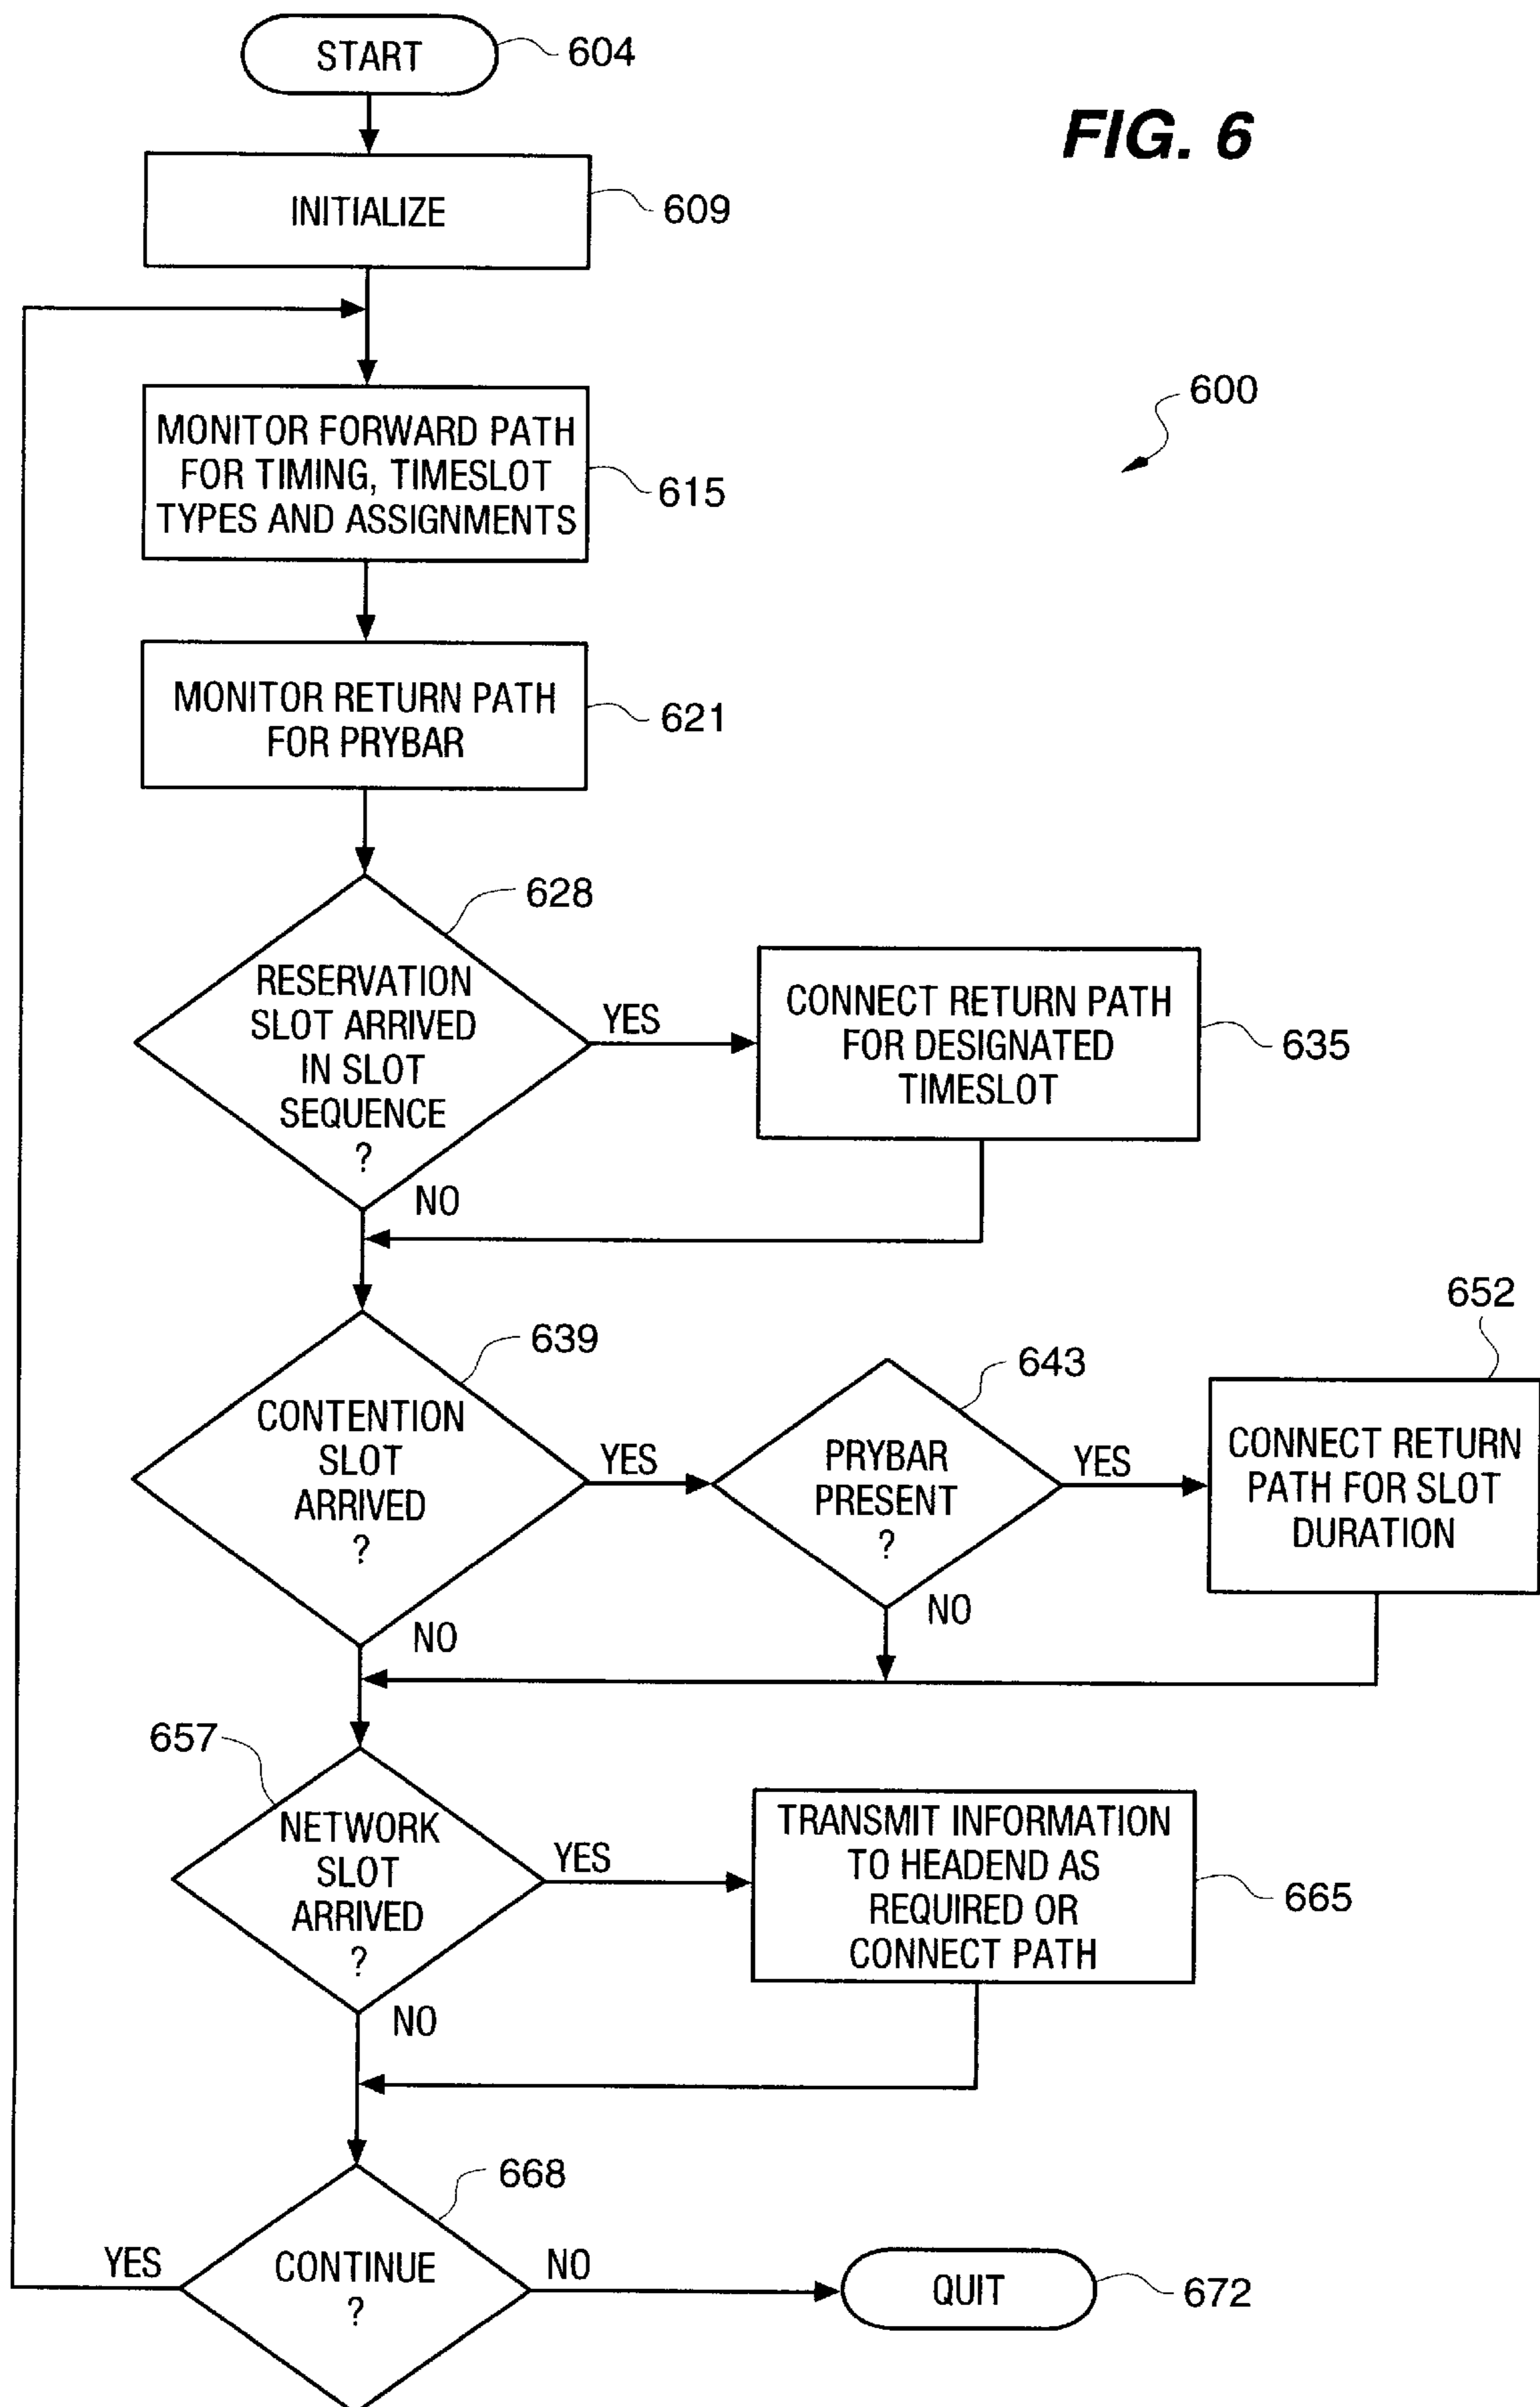 START
604
FIG. 6
INITIALIZE
609
600
MONITOR FORWARD PATH
FOR TIMING, TIMESLOT
TYPES AND ASSIGNMENTS
615
MONITOR RETURN PATH
FOR PRYBAR
621
628
RESERVATION
SLOT ARRIVED
IN SLOT
SEQUENCE
?
YES
CONNECT RETURN PATH
FOR DESIGNATED
TIMESLOT
635
NO
639
CONTENTION
SLOT
ARRIVED
?
YES
643
PRYBAR
PRESENT
?
YES
652
CONNECT RETURN
PATH FOR SLOT
DURATION
NO
NO
657
NETWORK
SLOT
ARRIVED
?
YES
TRANSMIT INFORMATION
TO HEADEND AS
REQUIRED OR
CONNECT PATH
665
NO
668
YES
CONTINUE
?
NO
QUIT
672